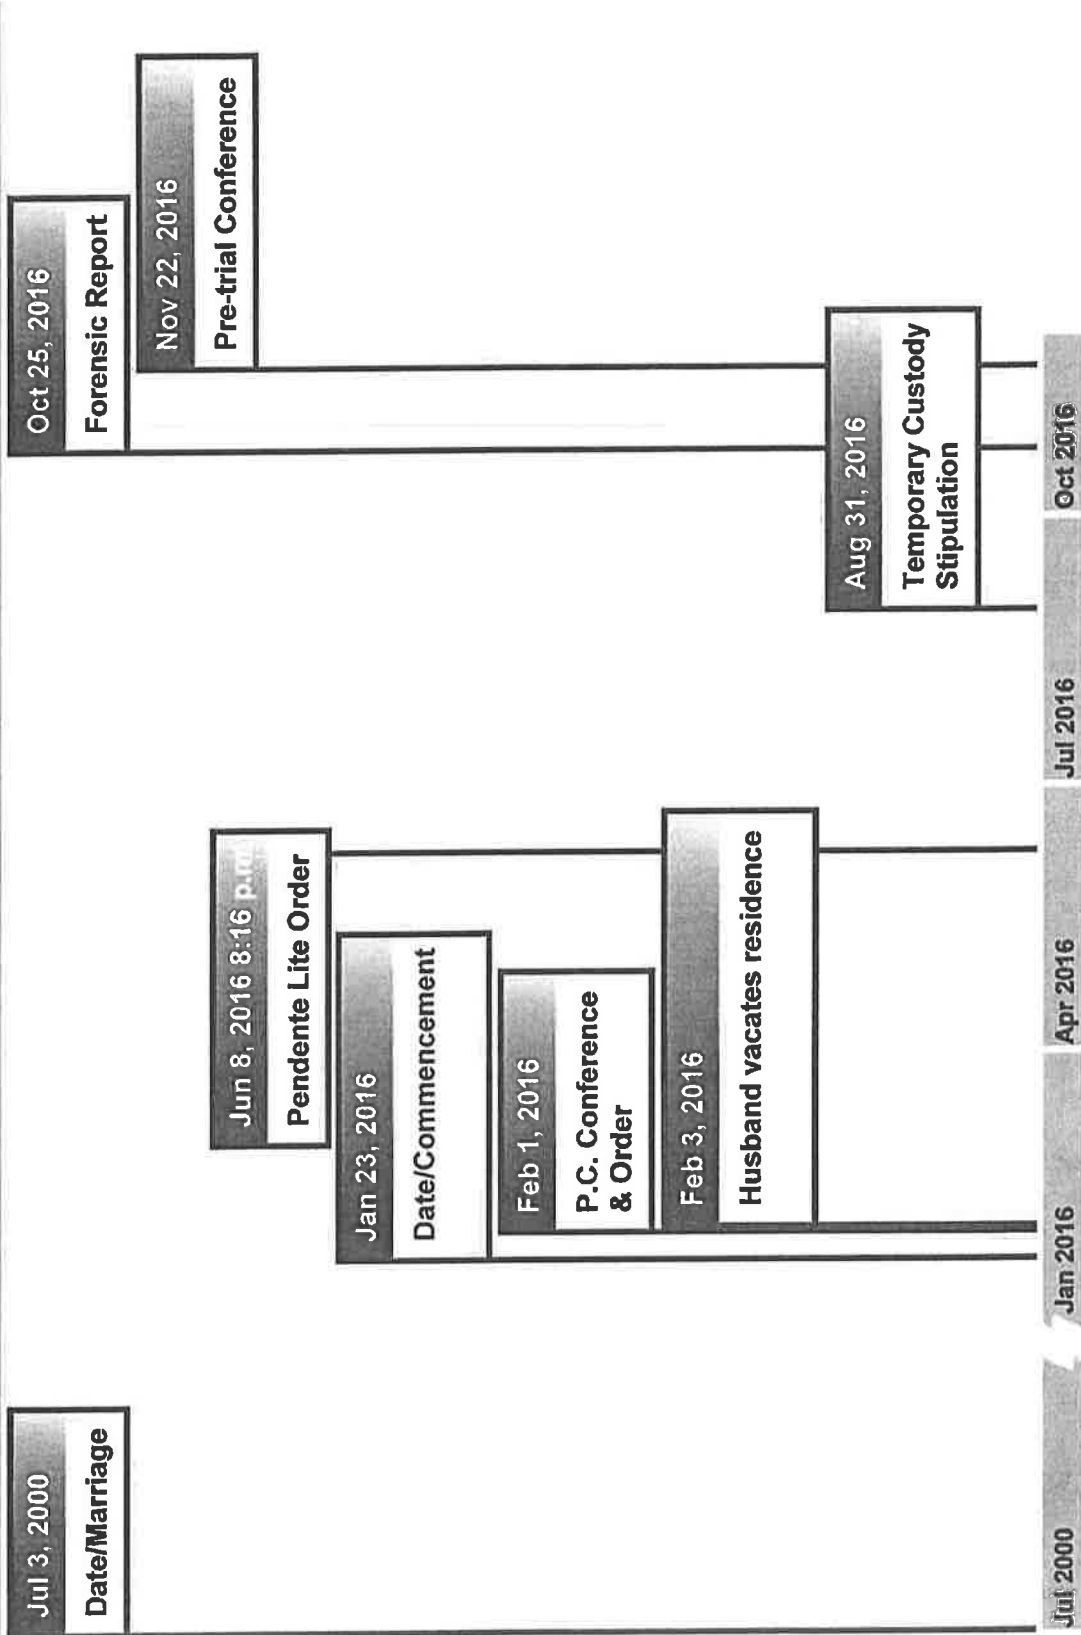 Jul 3, 2000
Date/Marriage
Oct 25, 2016
Forensic Report
Nov 22, 2016
Pre-trial Conference
Jun 8, 2016 8:16 p.m.
Pendente Lite Order
Jan 23, 2016
Date/Commencement
Feb 1, 2016
P.C. Conference
& Order
Feb 3, 2016
Husband vacates residence
Aug 31, 2016
Temporary Custody
Stipulation
Jul 2000
Jan 2016
Apr 2016
Jul 2016
Oct 2016